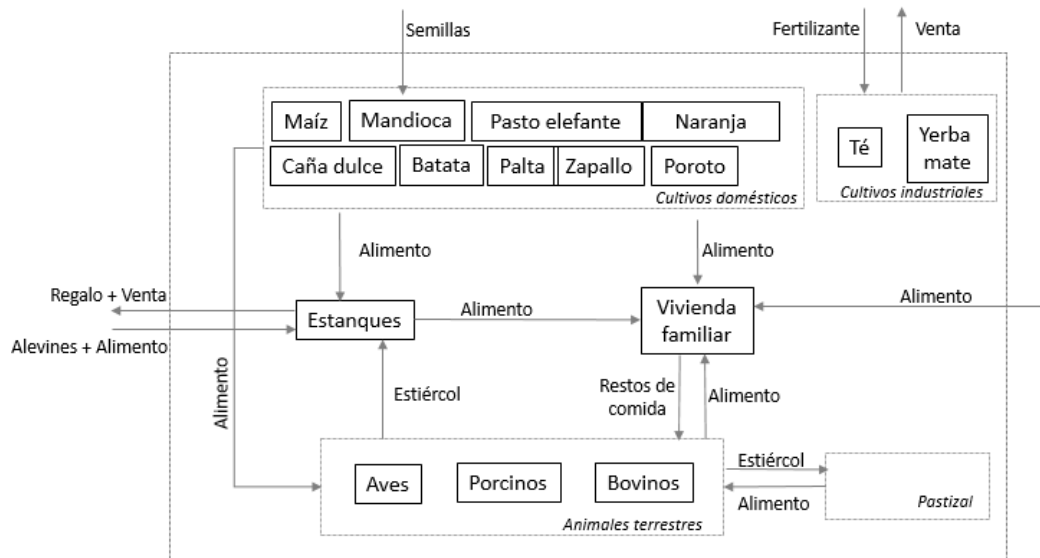 Semillas
Fertilizante
Venta
Maíz
Mandioca
Pasto elefante
Naranja
Té
Yerba
mate
Caña dulce
Batata
Palta
Zapallo
Poroto
Cultivos domésticos
Cultivos industriales
Alimento
Alimento
Regalo + Venta
Alimento
Alimento
Estanques
Vivienda
familiar
Alevines + Alimento
Alimento
Estiércol
Restos de
comida
Alimento
Estiércol
Aves
Porcinos
Bovinos
Alimento
Pastizal
Animales terrestres